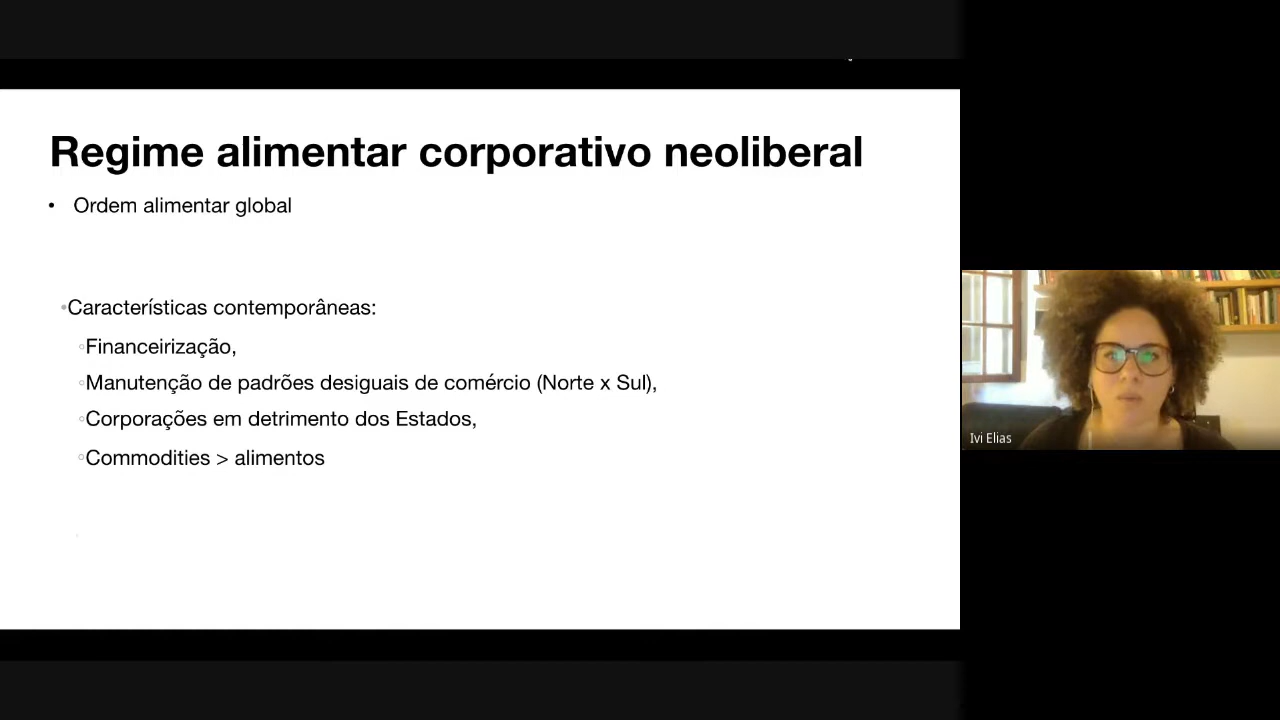 Regime alimentar corporativo neoliberal
• Ordem alimentar global
•Características contemporâneas:
◦Financeirização,
◦Manutenção de padrões desiguais de comércio (Norte x Sul),
◦Corporações em detrimento dos Estados,
◦Commodities > alimentos
Ivi Elias